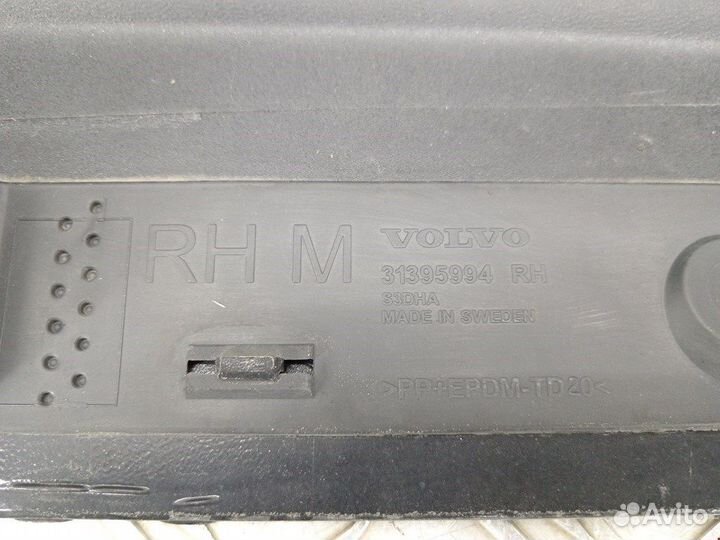 RH M
VOLVO
31395994 RH
S3DHA
MADE IN SWEDEN
>PP+EPDM-TD20<
Avito